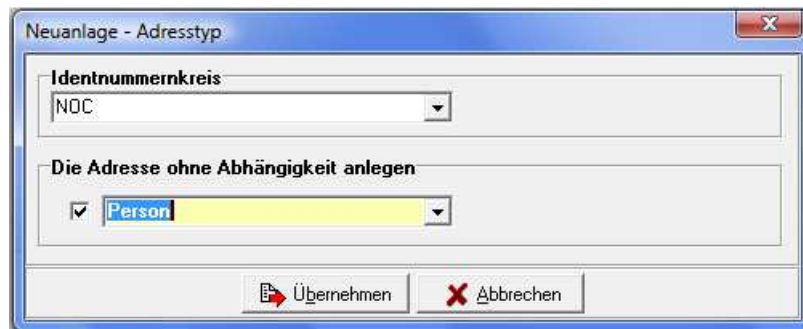 Neuanlage - Adresstyp
Identnummernkreis
NOC
Die Adresse ohne Abhängigkeit anlegen
Person
Übernehmen
Abbrechen